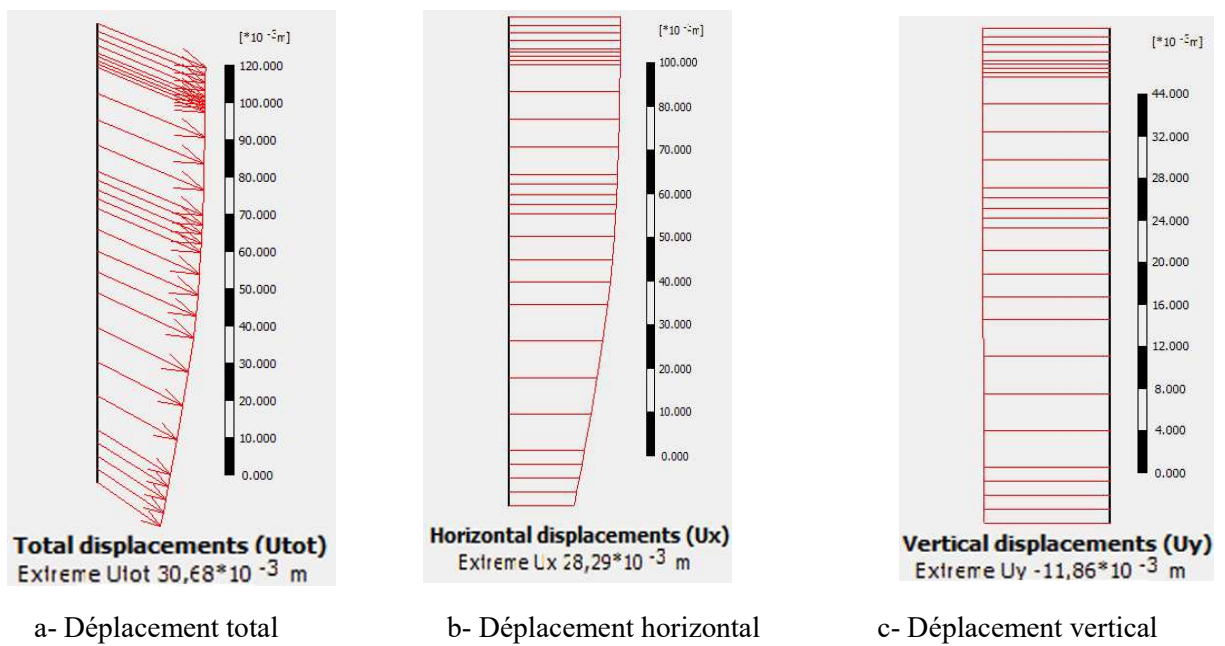 [*10 -3m]
120.000
100.000
90.000
80.000
70.000
60.000
50.000
40.000
30.000
20.000
10.000
0.000
Total displacements (Utot)
Extreme Utot 30,68*10 -3 m
a- Déplacement total
[*10 -3m]
100.000
80.000
70.000
60.000
50.000
40.000
30.000
20.000
10.000
0.000
Horizontal displacements (Ux)
Extreme Ux 28,29*10 -3 m
b- Déplacement horizontal
[*10 -3m]
44.000
32.000
28.000
24.000
20.000
16.000
12.000
8.000
4.000
0.000
Vertical displacements (Uy)
Extreme Uy -11,86*10 -3 m
c- Déplacement vertical